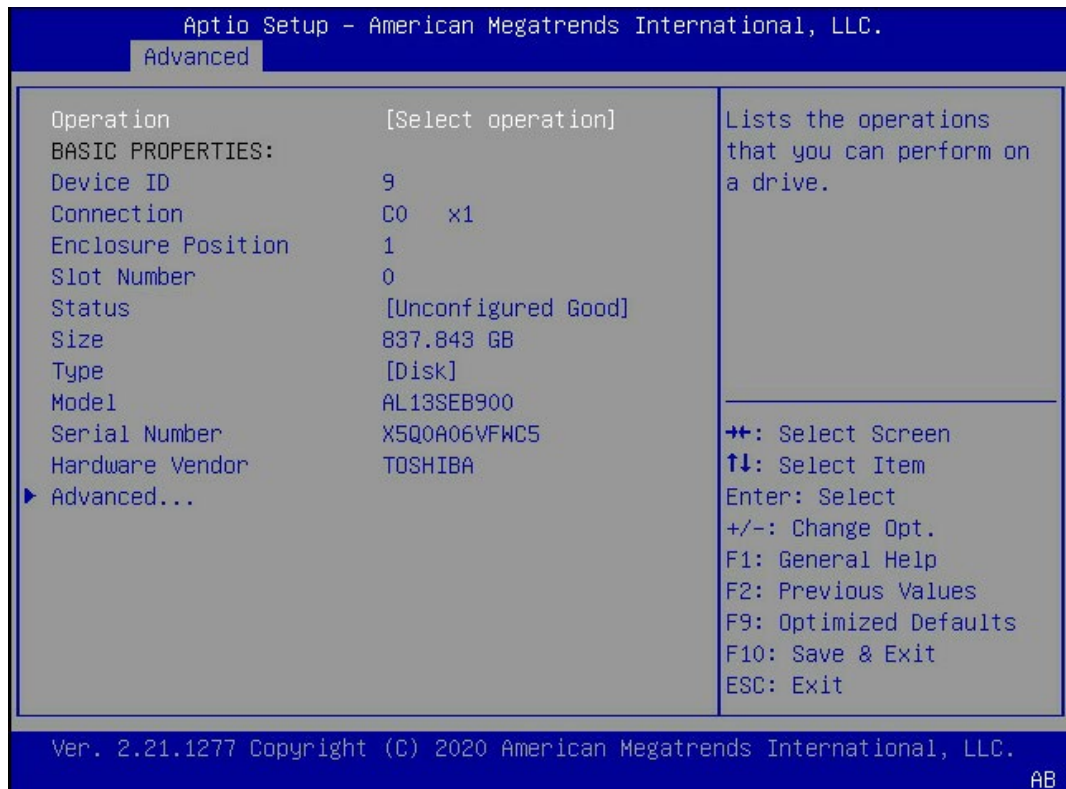 Aptio Setup – American Megatrends International, LLC.
Advanced
Operation [Select operation]
BASIC PROPERTIES:
Device ID 9
Connection C0 x1
Enclosure Position 1
Slot Number 0
Status [Unconfigured Good]
Size 837.843 GB
Type [Disk]
Model AL13SEB900
Serial Number X5Q0A06VFWC5
Hardware Vendor TOSHIBA
▶ Advanced...
Lists the operations
that you can perform on
a drive.
→←: Select Screen
↑↓: Select Item
Enter: Select
+/-: Change Opt.
F1: General Help
F2: Previous Values
F9: Optimized Defaults
F10: Save & Exit
ESC: Exit
Ver. 2.21.1277 Copyright (C) 2020 American Megatrends International, LLC.
AB